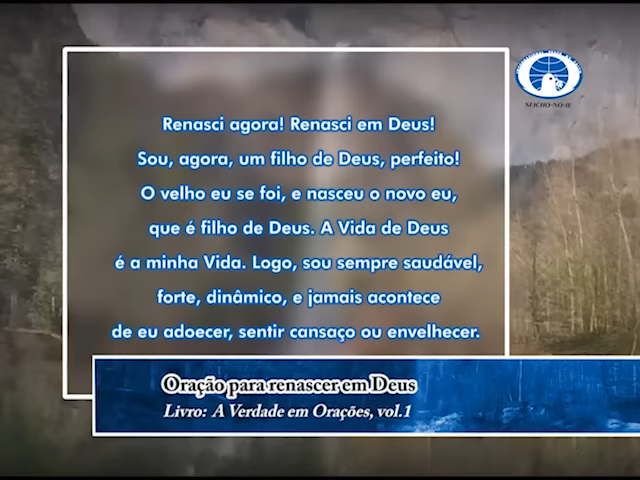 Renasci agora! Renasci em Deus!
Sou, agora, um filho de Deus, perfeito!
O velho eu se foi, e nasceu o novo eu,
que é filho de Deus. A Vida de Deus
é a minha Vida. Logo, sou sempre saudável,
forte, dinâmico, e jamais acontece
de eu adoecer, sentir cansaço ou envelhecer.
SEICHO-NO-IE
Oração para renascer em Deus
Livro: A Verdade em Orações, vol.1